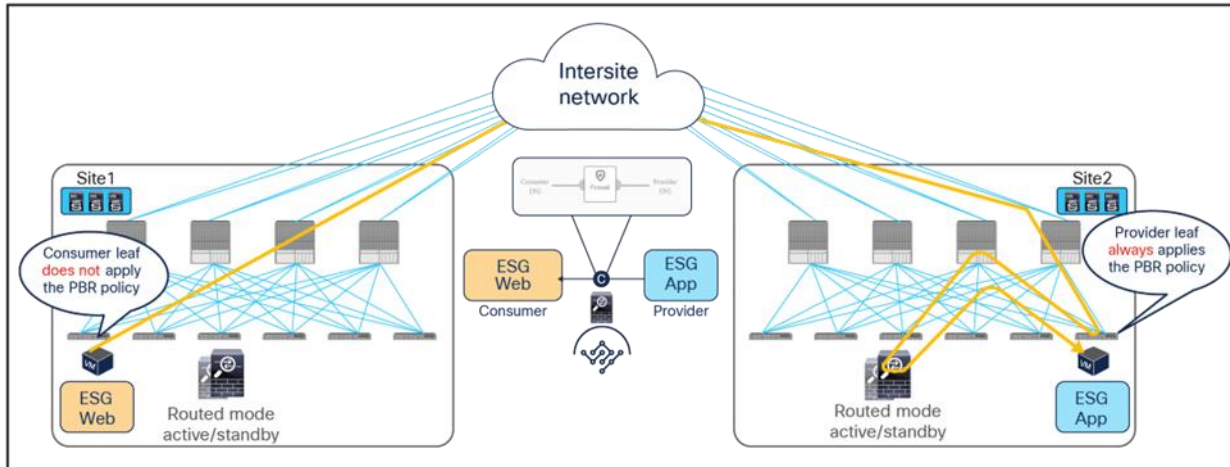 Intersite
network
Site1
Consumer leaf
does not apply
the PBR policy
VM
ESG
Web
Routed mode
active/standby
Consumer
EPG
Firewall
Provider
EPG
ESG
Web
Consumer
C
ESG
App
Provider
Site2
Provider leaf
always applies
the PBR policy
Routed mode
active/standby
VM
ESG
App